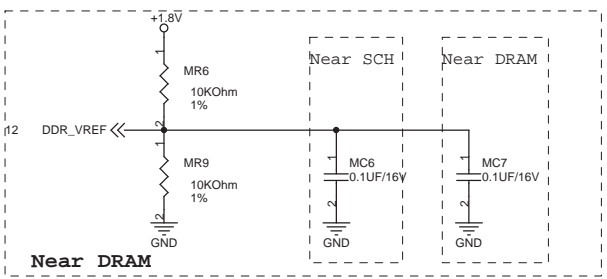 +1.8V
1
MR6
10KOhm
1%
2
Near SCH
Near DRAM
12 DDR_VREF
1
MR9
10KOhm
1%
2
GND
1
MC6
0.1UF/16V
2
GND
1
MC7
0.1UF/16V
2
GND
Near DRAM